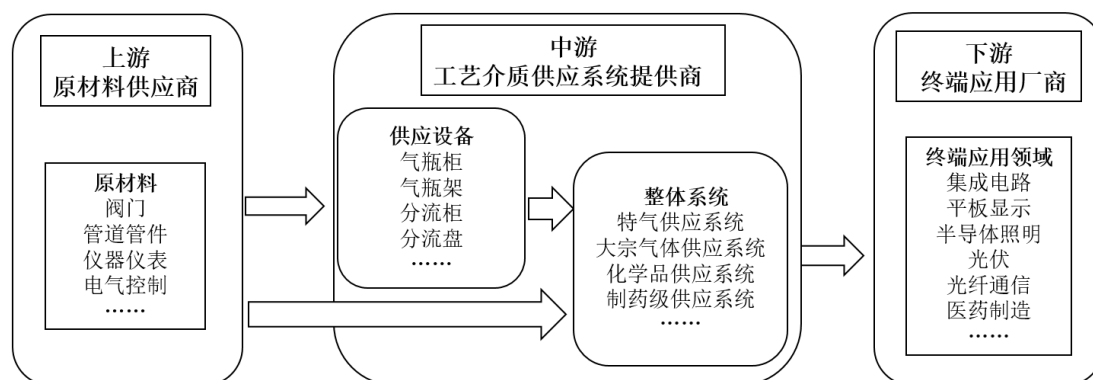 上游
原材料供应商
原材料
阀门
管道管件
仪器仪表
电气控制
……
中游
工艺介质供应系统提供商
供应设备
气瓶柜
气瓶架
分流柜
分流盘
……
整体系统
特气供应系统
大宗气体供应系统
化学品供应系统
制药级供应系统
……
下游
终端应用厂商
终端应用领域
集成电路
平板显示
半导体照明
光伏
光纤通信
医药制造
……